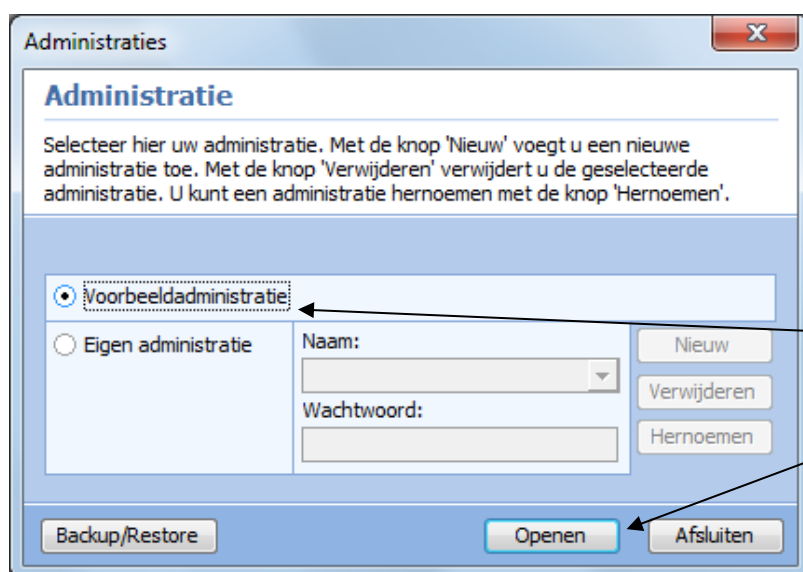 Administraties
Administratie
Selecteer hier uw administratie. Met de knop 'Nieuw' voegt u een nieuwe
administratie toe. Met de knop 'Verwijderen' verwijdert u de geselecteerde
administratie. U kunt een administratie hernoemen met de knop 'Hernoemen'.
Voorbeeldadministratie
Eigen administratie
Naam:
Wachtwoord:
Nieuw
Verwijderen
Hernoemen
Backup/Restore
Openen
Afsluiten